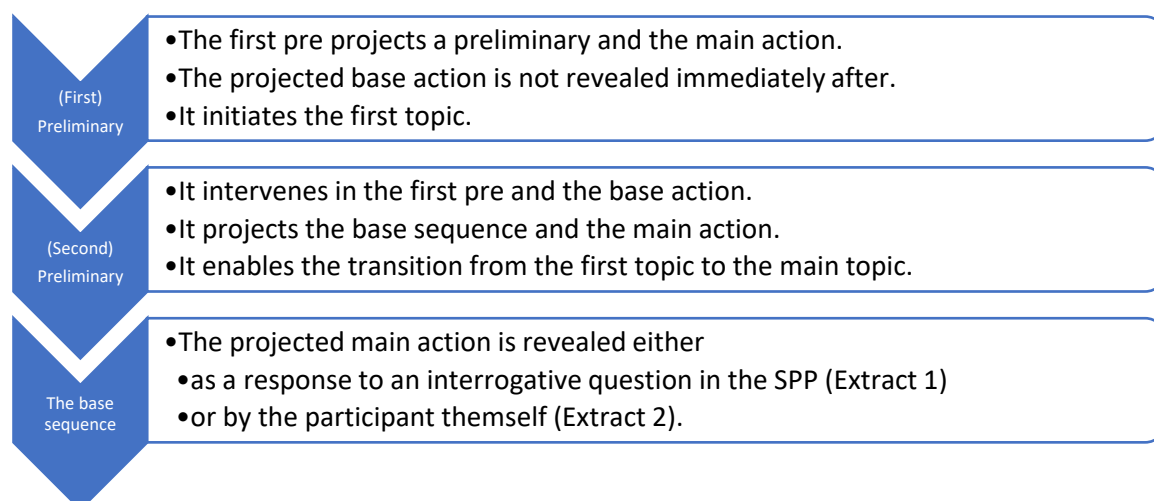 (First)
Preliminary
•The first pre projects a preliminary and the main action.
•The projected base action is not revealed immediately after.
•It initiates the first topic.
(Second)
Preliminary
•It intervenes in the first pre and the base action.
•It projects the base sequence and the main action.
•It enables the transition from the first topic to the main topic.
The base
sequence
•The projected main action is revealed either
•as a response to an interrogative question in the SPP (Extract 1)
•or by the participant themself (Extract 2).